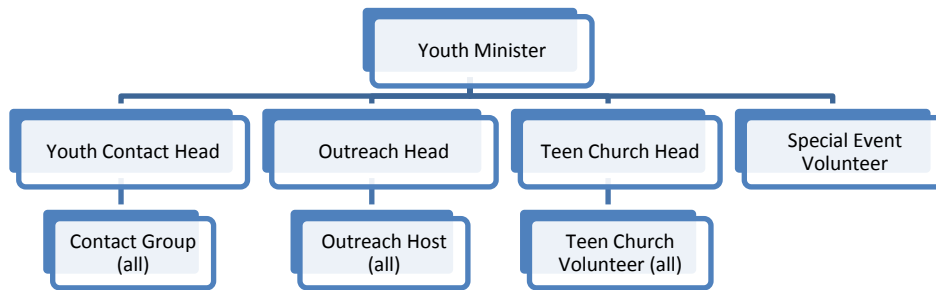 Youth Minister
Youth Contact Head
Outreach Head
Teen Church Head
Special Event
Volunteer
Contact Group
(all)
Outreach Host
(all)
Teen Church
Volunteer (all)